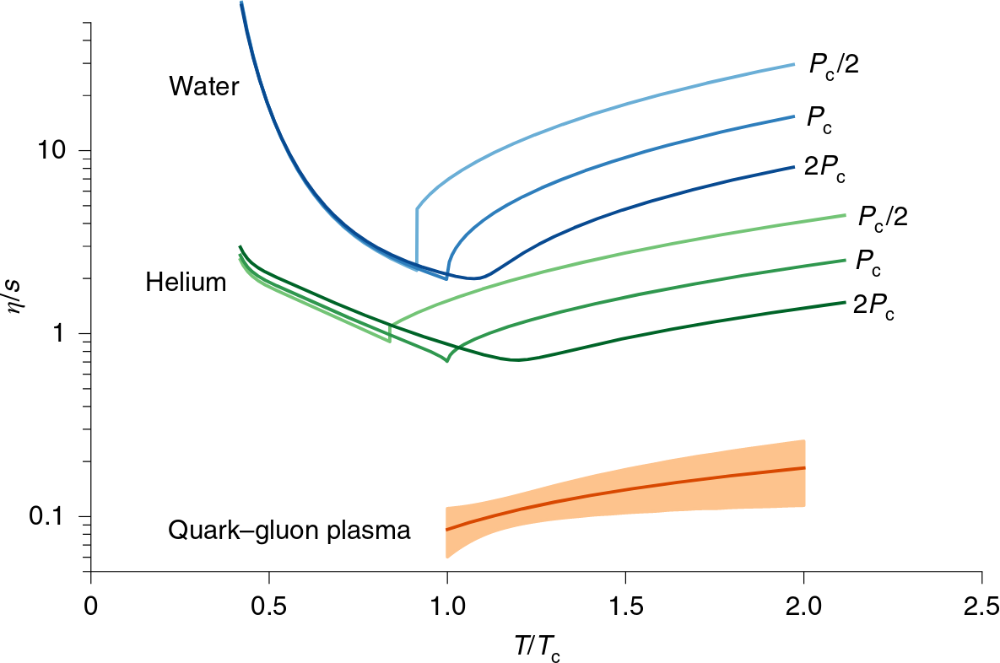 P_c/2
Water
P_c
10
2P_c
P_c/2
P_c
Helium
η/s
2P_c
1
0.1
Quark–gluon plasma
0 0.5 1.0 1.5 2.0 2.5
T/T_c